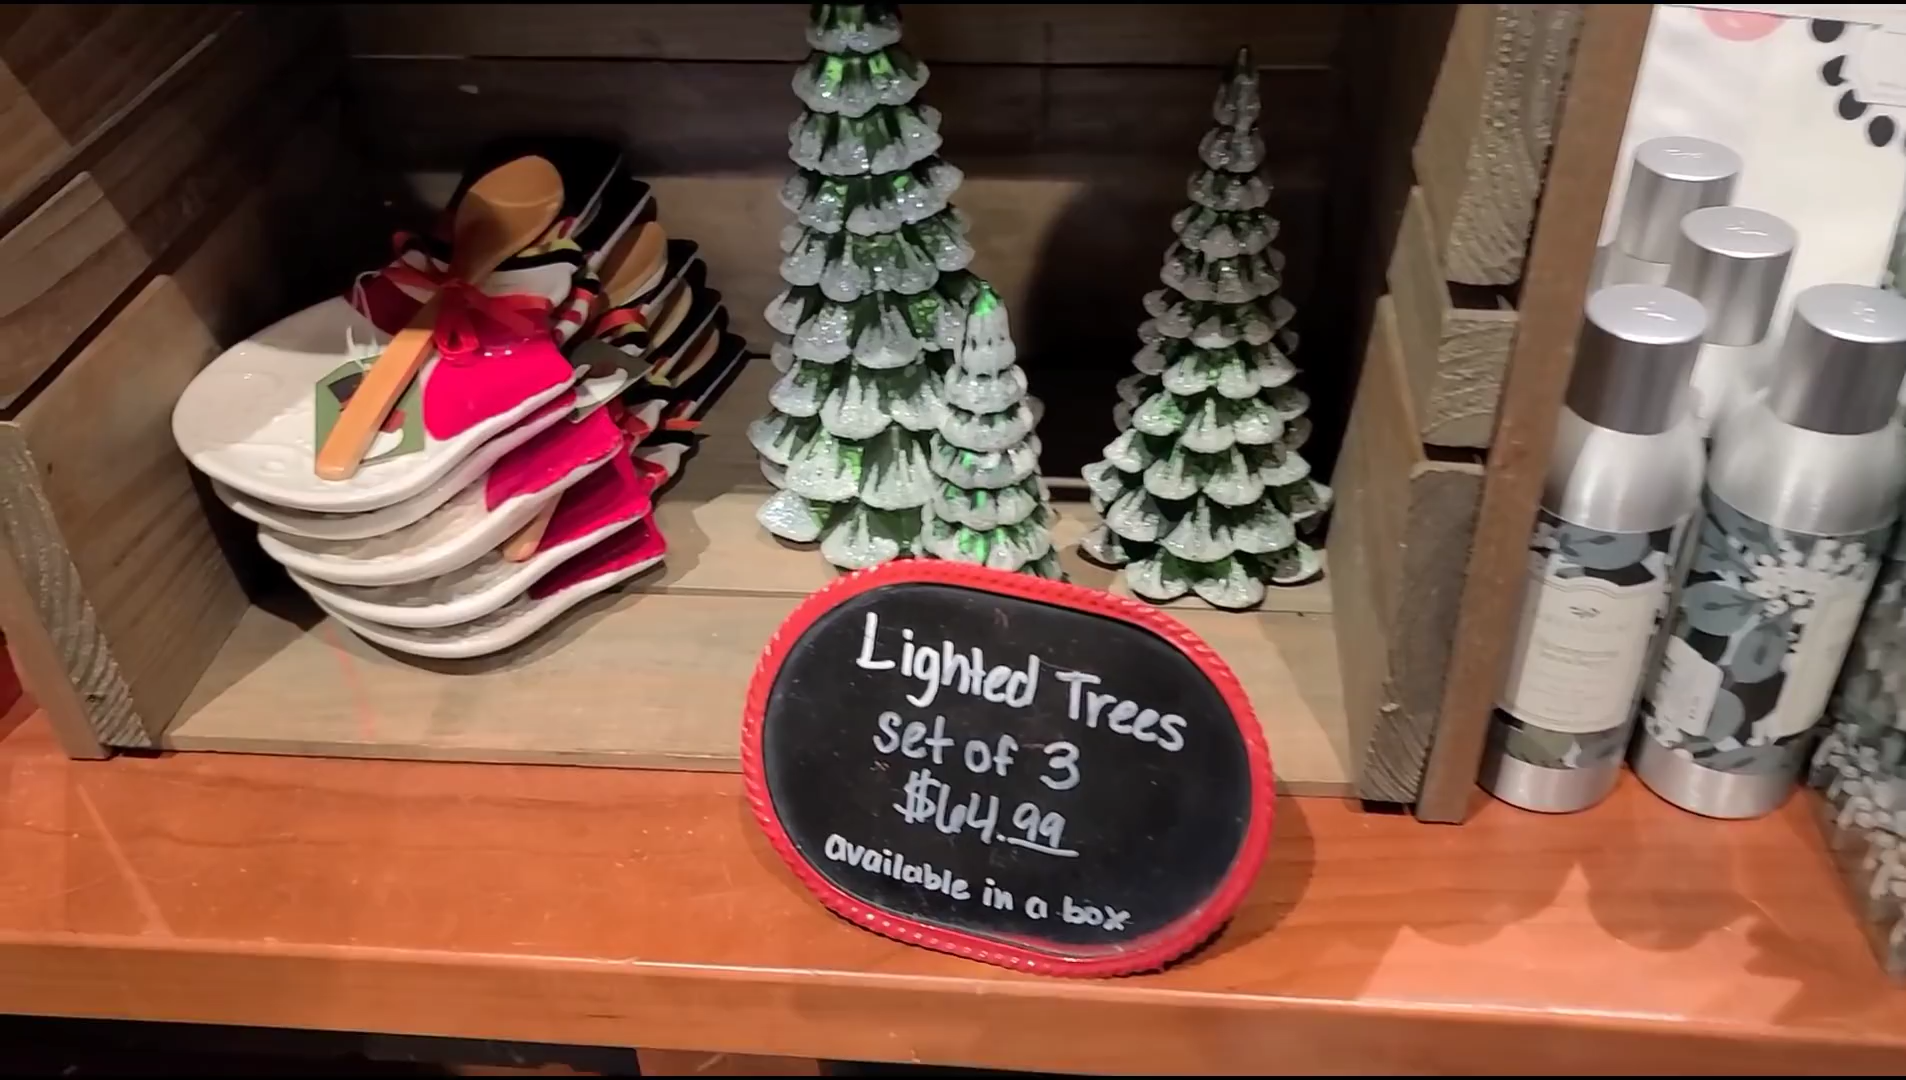 Lighted Trees
set of 3
$64.99
available in a box